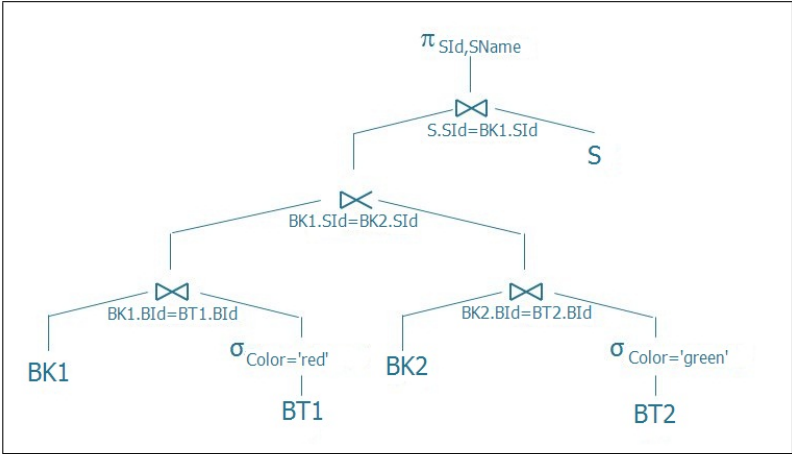 π SId,SName
⋈
S.SId=BK1.SId
S
⋉
BK1.SId=BK2.SId
⋈
BK1.BId=BT1.BId
⋈
BK2.BId=BT2.BId
BK1
σ Color='red'
BK2
σ Color='green'
BT1
BT2